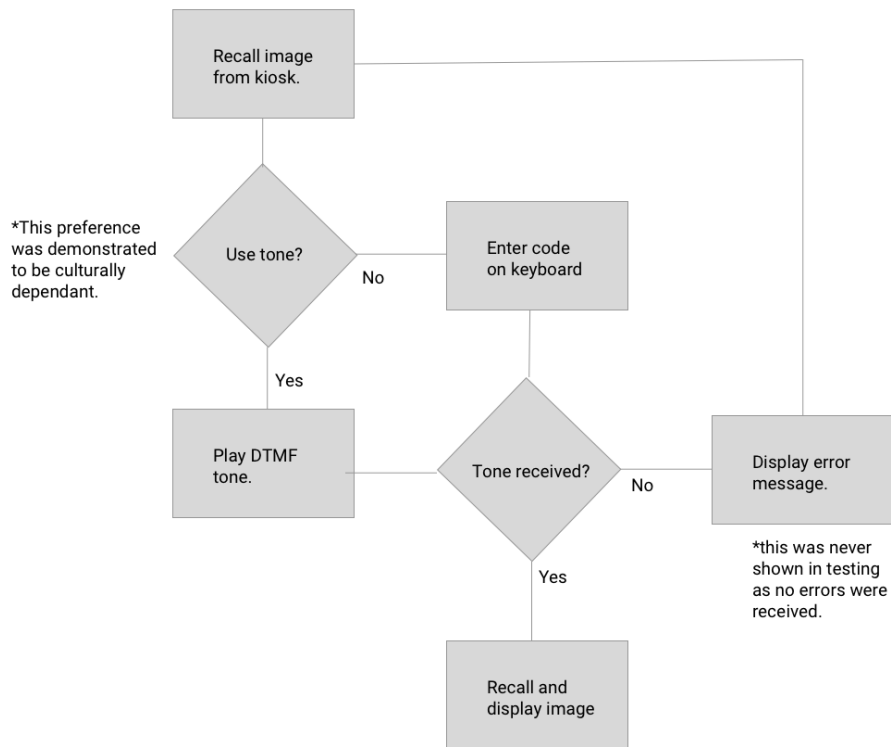 Recall image
from kiosk.
*This preference
was demonstrated
to be culturally
dependant.
Use tone?
No
Enter code
on keyboard
Yes
Play DTMF
tone.
Tone received?
No
Display error
message.
*this was never
shown in testing
as no errors were
received.
Yes
Recall and
display image